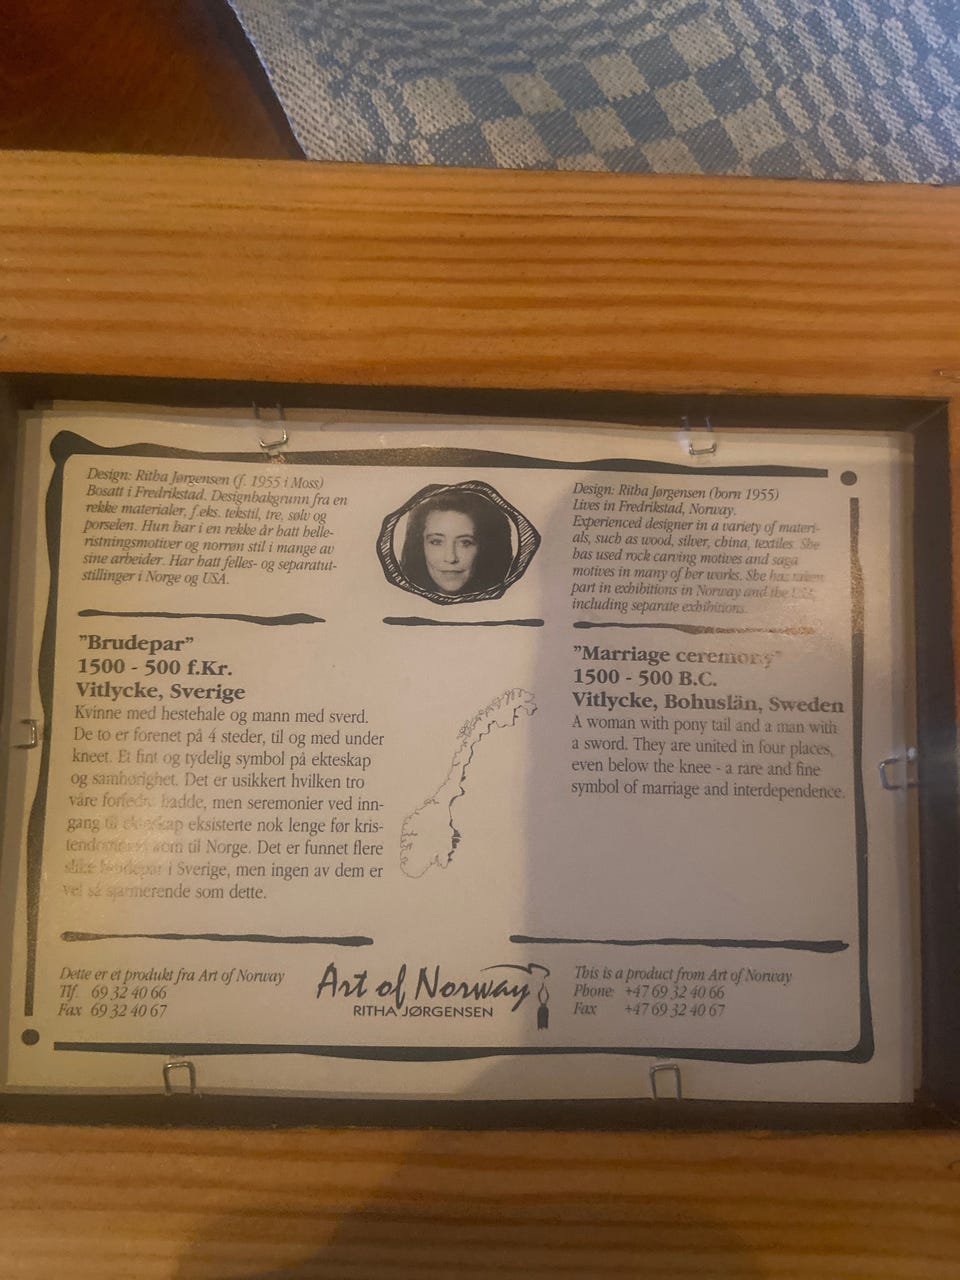 Design: Ritha Jørgensen (f. 1955 i Moss)
Bosatt i Fredrikstad. Designbakgrunn fra en
rekke materialer, f.eks. tekstil, tre, sølv og
porselen. Hun har i en rekke år hatt helle-
ristningsmotiver og norrøn stil i mange av
sine arbeider. Har hatt felles- og separatut-
stillinger i Norge og USA.
"Brudepar"
1500 - 500 f.Kr.
Vitlycke, Sverige
Kvinne med hestehale og mann med sverd.
De to er forenet på 4 steder, til og med under
kneet. Et fint og tydelig symbol på ekteskap
og samhørighet. Det er usikkert hvilken tro
våre forfedre hadde, men seremonier ved inn-
gang til ekteskap eksisterte nok lenge før kris-
tendommen kom til Norge. Det er funnet flere
slike brudepar i Sverige, men ingen av dem er
vel så sjarmerende som dette.
Dette er et produkt fra Art of Norway
Tlf. 69 32 40 66
Fax 69 32 40 67
Art of Norway
RITHA JØRGENSEN
Design: Ritha Jørgensen (born 1955)
Lives in Fredrikstad, Norway.
Experienced designer in a variety of materi-
als, such as wood, silver, china, textiles. She
has used rock carving motives and saga
motives in many of her works. She has taken
part in exhibitions in Norway and the USA,
including separate exhibitions.
"Marriage ceremony"
1500 - 500 B.C.
Vitlycke, Bohuslän, Sweden
A woman with pony tail and a man with
a sword. They are united in four places,
even below the knee - a rare and fine
symbol of marriage and interdependence.
This is a product from Art of Norway
Phone: +47 69 32 40 66
Fax +47 69 32 40 67